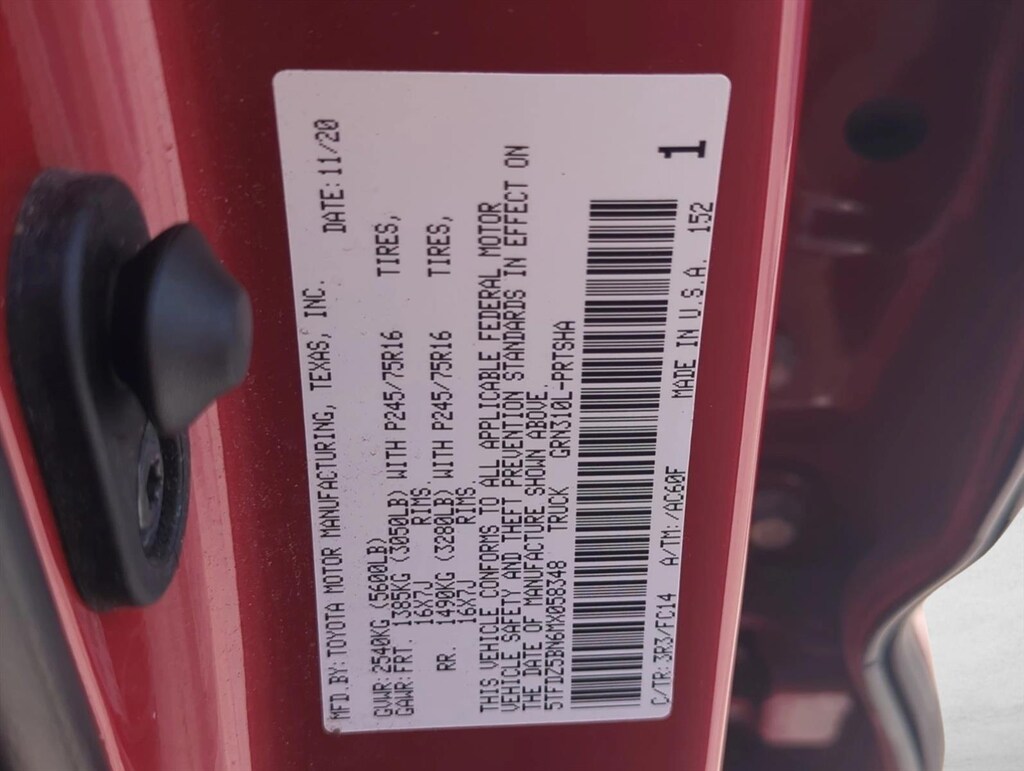 MFD.BY: TOYOTA MOTOR MANUFACTURING, TEXAS, INC. DATE: 11/20
GVWR: 2540KG (5600LB)
GAWR: FRT. 1385KG (3050LB) WITH P245/75R16 TIRES,
16X7J RIMS.
RR. 1490KG (3280LB) WITH P245/75R16 TIRES,
16X7J RIMS.
THIS VEHICLE CONFORMS TO ALL APPLICABLE FEDERAL MOTOR
VEHICLE SAFETY AND THEFT PREVENTION STANDARDS IN EFFECT ON
THE DATE OF MANUFACTURE SHOWN ABOVE.
5TFDZ5BN6MX058348 TRUCK GRN310L-PRTSHA
C/TR: 3R3/FG14 A/TM: /AC60F MADE IN U.S.A. 152
1